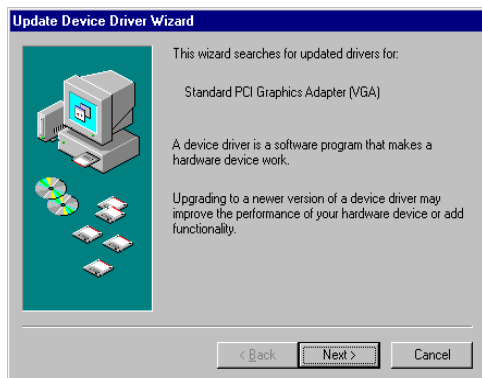 Update Device Driver Wizard
This wizard searches for updated drivers for:
Standard PCI Graphics Adapter (VGA)
A device driver is a software program that makes a
hardware device work.
Upgrading to a newer version of a device driver may
improve the performance of your hardware device or add
functionality.
< Back
Next >
Cancel